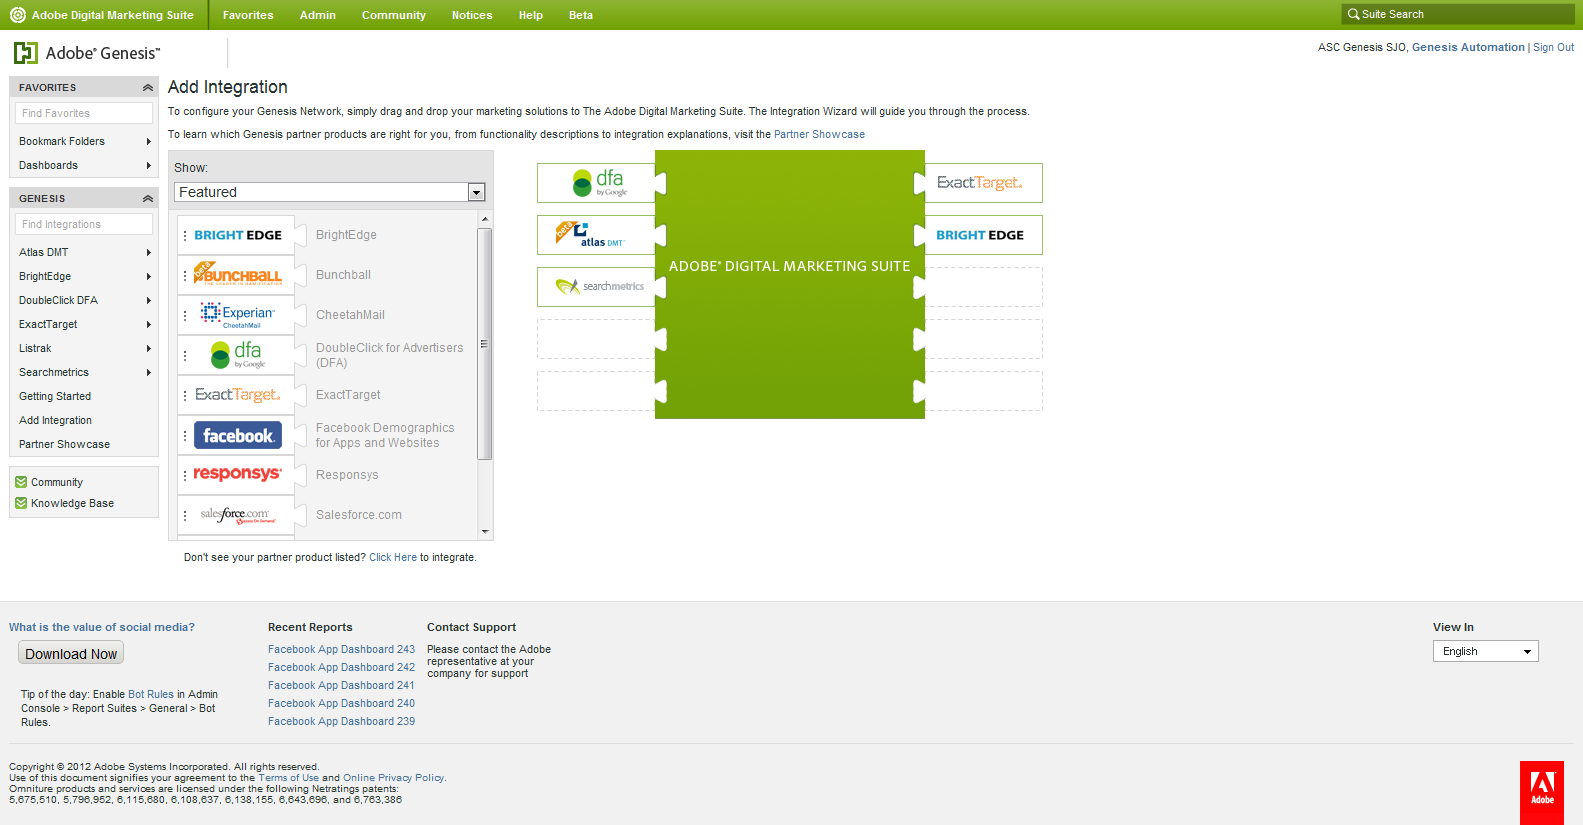 Adobe Digital Marketing Suite Favorites Admin Community Notices Help Beta Suite Search
Adobe® Genesis™
ASC Genesis SJO, Genesis Automation | Sign Out
FAVORITES
Find Favorites
Bookmark Folders
Dashboards
GENESIS
Find Integrations
Atlas DMT
BrightEdge
DoubleClick DFA
ExactTarget
Listrak
Searchmetrics
Getting Started
Add Integration
Partner Showcase
Community
Knowledge Base
Add Integration
To configure your Genesis Network, simply drag and drop your marketing solutions to The Adobe Digital Marketing Suite. The Integration Wizard will guide you through the process.
To learn which Genesis partner products are right for you, from functionality descriptions to integration explanations, visit the Partner Showcase
Show:
Featured
BRIGHT EDGE BrightEdge
beta BUNCHBALL Bunchball
THE LEADER IN GAMIFICATION
Experian™ CheetahMail
CheetahMail
dfa DoubleClick for Advertisers
by Google (DFA)
ExactTarget. ExactTarget
facebook. Facebook Demographics
for Apps and Websites
responsys Responsys
salesforce.com Salesforce.com
Success On Demand
Don't see your partner product listed? Click Here to integrate.
dfa
by Google
beta atlas DMT™
searchmetrics
ADOBE® DIGITAL MARKETING SUITE
ExactTarget.
BRIGHT EDGE
What is the value of social media?
Download Now
Tip of the day: Enable Bot Rules in Admin
Console > Report Suites > General > Bot
Rules.
Recent Reports
Facebook App Dashboard 243
Facebook App Dashboard 242
Facebook App Dashboard 241
Facebook App Dashboard 240
Facebook App Dashboard 239
Contact Support
Please contact the Adobe
representative at your
company for support
View In
English
Copyright © 2012 Adobe Systems Incorporated. All rights reserved.
Use of this document signifies your agreement to the Terms of Use and Online Privacy Policy.
Omniture products and services are licensed under the following Netratings patents:
5,675,510, 5,796,952, 6,115,680, 6,108,637, 6,138,155, 6,643,696, and 6,763,386
Adobe